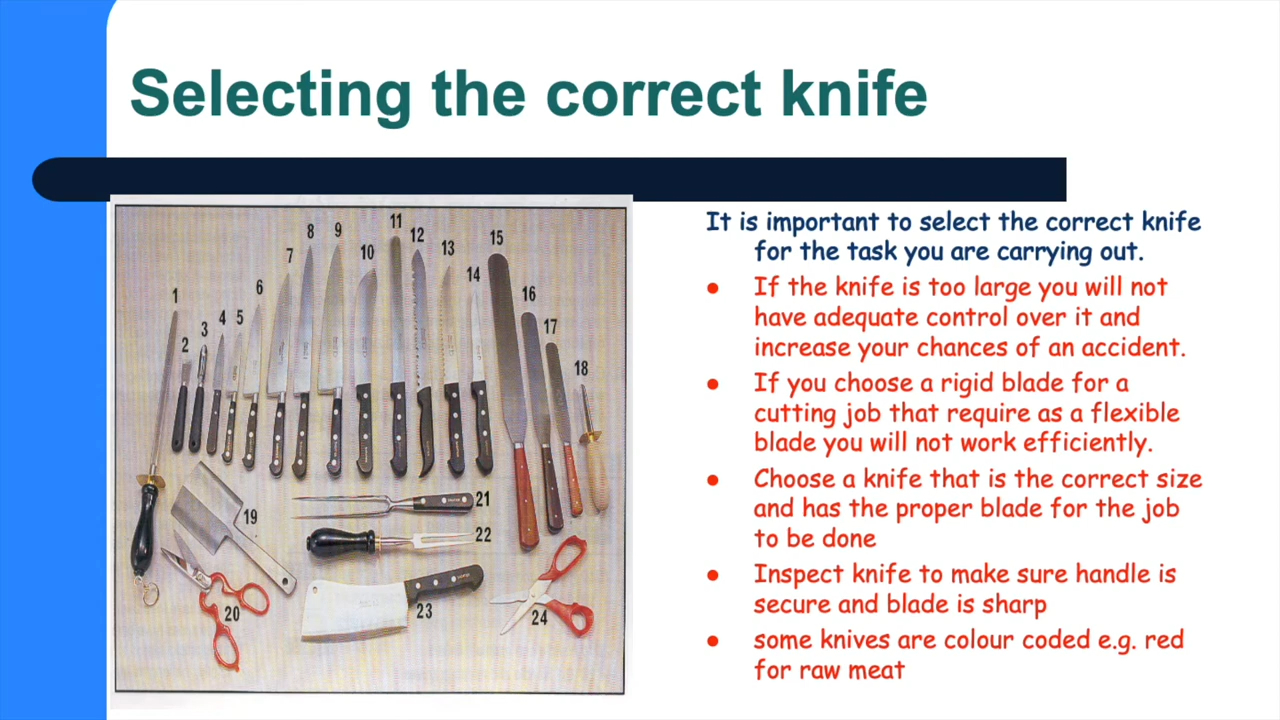 Selecting the correct knife
It is important to select the correct knife
for the task you are carrying out.
● If the knife is too large you will not
have adequate control over it and
increase your chances of an accident.
● If you choose a rigid blade for a
cutting job that require as a flexible
blade you will not work efficiently.
● Choose a knife that is the correct size
and has the proper blade for the job
to be done
● Inspect knife to make sure handle is
secure and blade is sharp
● some knives are colour coded e.g. red
for raw meat
1
2
3
4
5
6
7
8
9
10
11
12
13
14
15
16
17
18
19
20
21
22
23
24